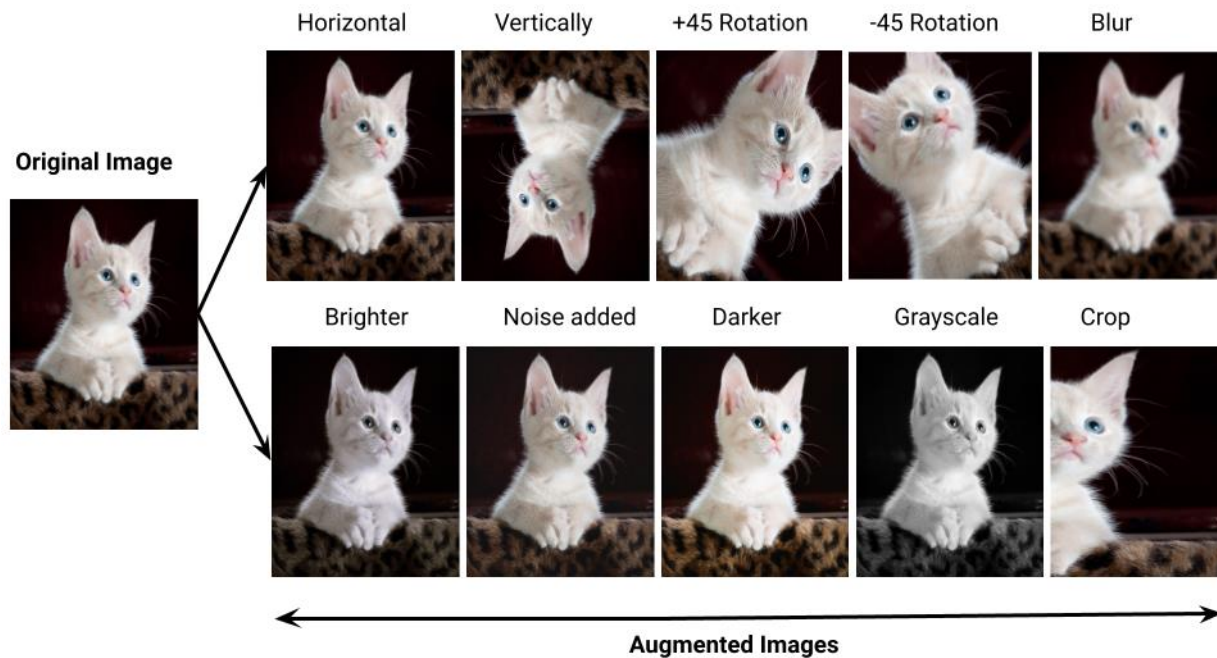 Horizontal
Vertically
+45 Rotation
-45 Rotation
Blur
Original Image
Brighter
Noise added
Darker
Grayscale
Crop
Augmented Images